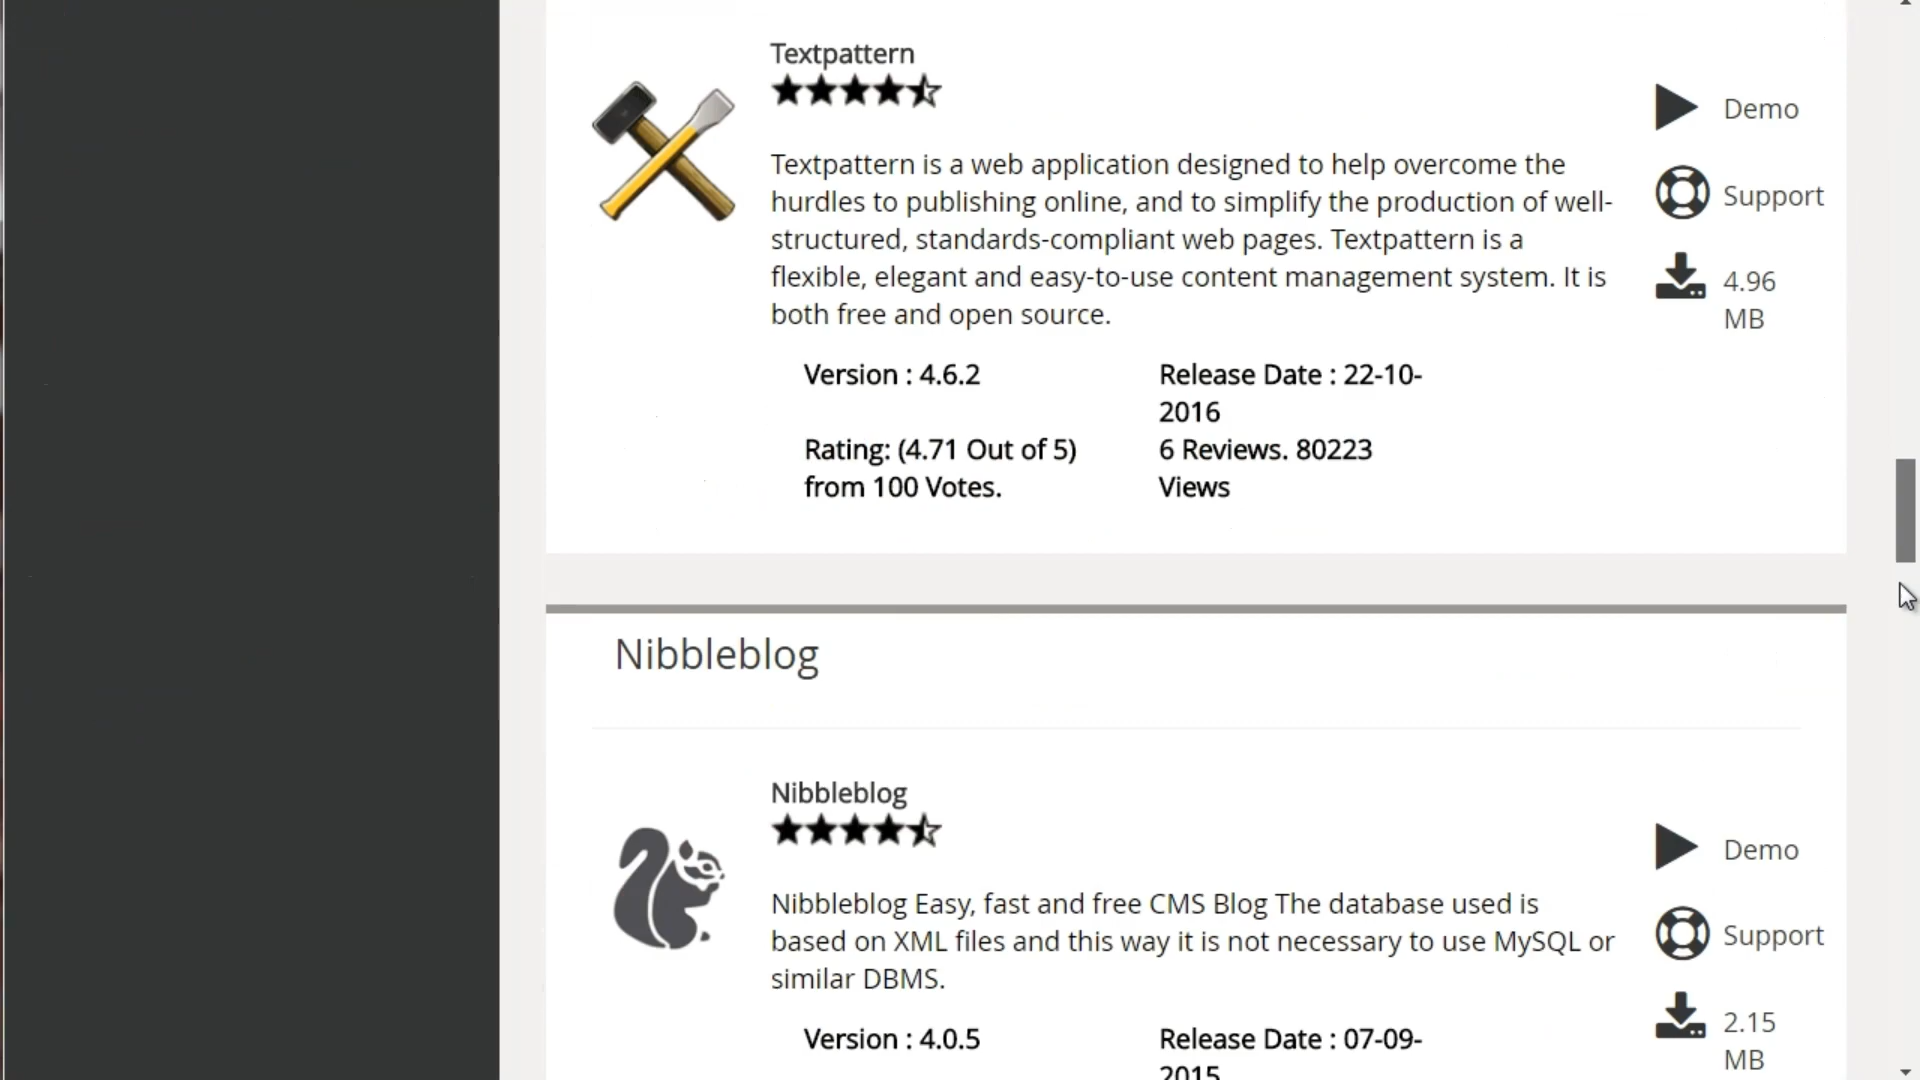 Textpattern
Demo
Support
4.96
MB
Textpattern is a web application designed to help overcome the
hurdles to publishing online, and to simplify the production of well-
structured, standards-compliant web pages. Textpattern is a
flexible, elegant and easy-to-use content management system. It is
both free and open source.
Version : 4.6.2
Release Date : 22-10-
2016
Rating: (4.71 Out of 5)
from 100 Votes.
6 Reviews. 80223
Views
Nibbleblog
Nibbleblog
Demo
Support
2.15
MB
Nibbleblog Easy, fast and free CMS Blog The database used is
based on XML files and this way it is not necessary to use MySQL or
similar DBMS.
Version : 4.0.5
Release Date : 07-09-
2015